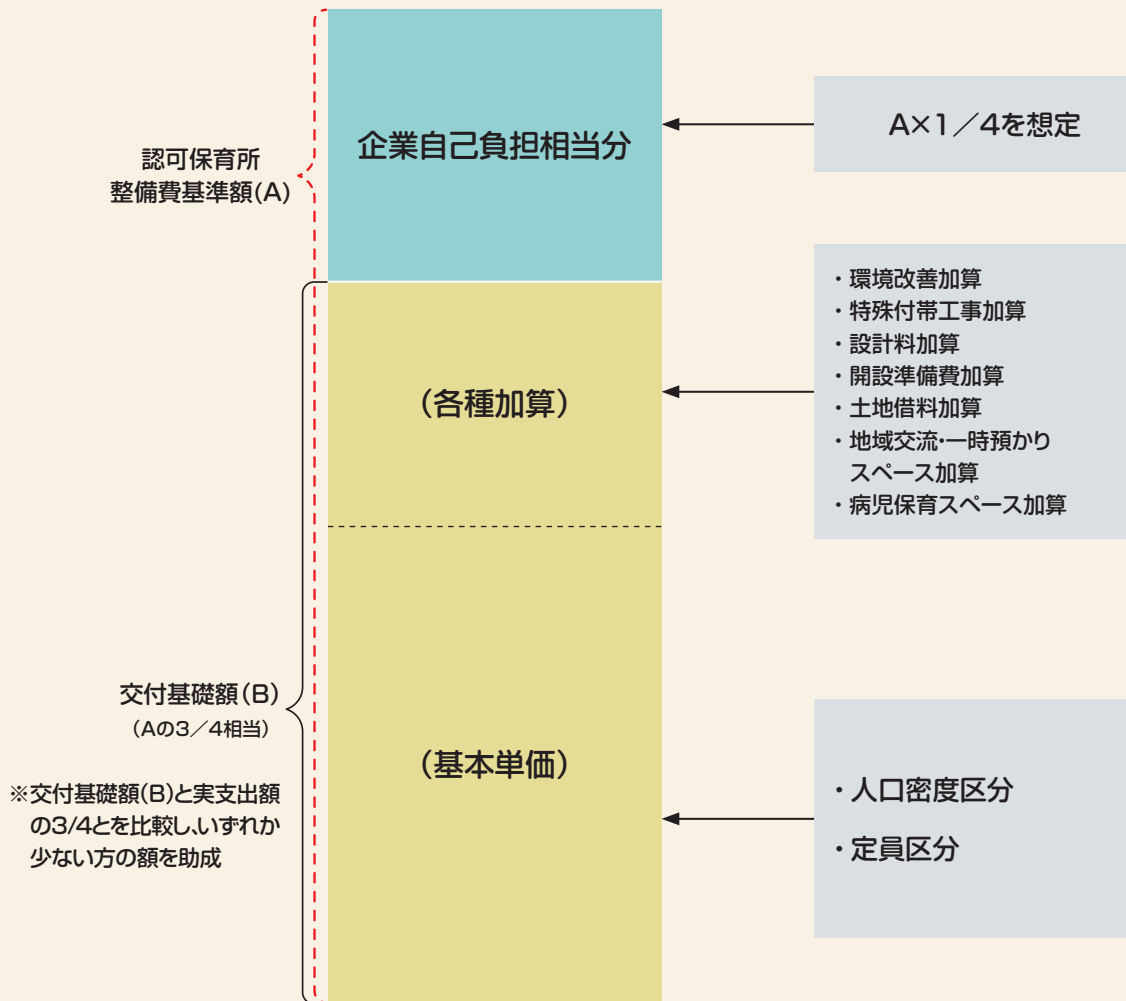 企業自己負担相当分
A×1／4を想定
認可保育所
整備費基準額(A)
・環境改善加算
・特殊付帯工事加算
・設計料加算
・開設準備費加算
・土地借料加算
・地域交流・一時預かり
スペース加算
・病児保育スペース加算
（各種加算）
交付基礎額（B）
（Aの3／4相当）
※交付基礎額(B)と実支出額
の3/4とを比較し、いずれか
少ない方の額を助成
（基本単価）
・人口密度区分
・定員区分